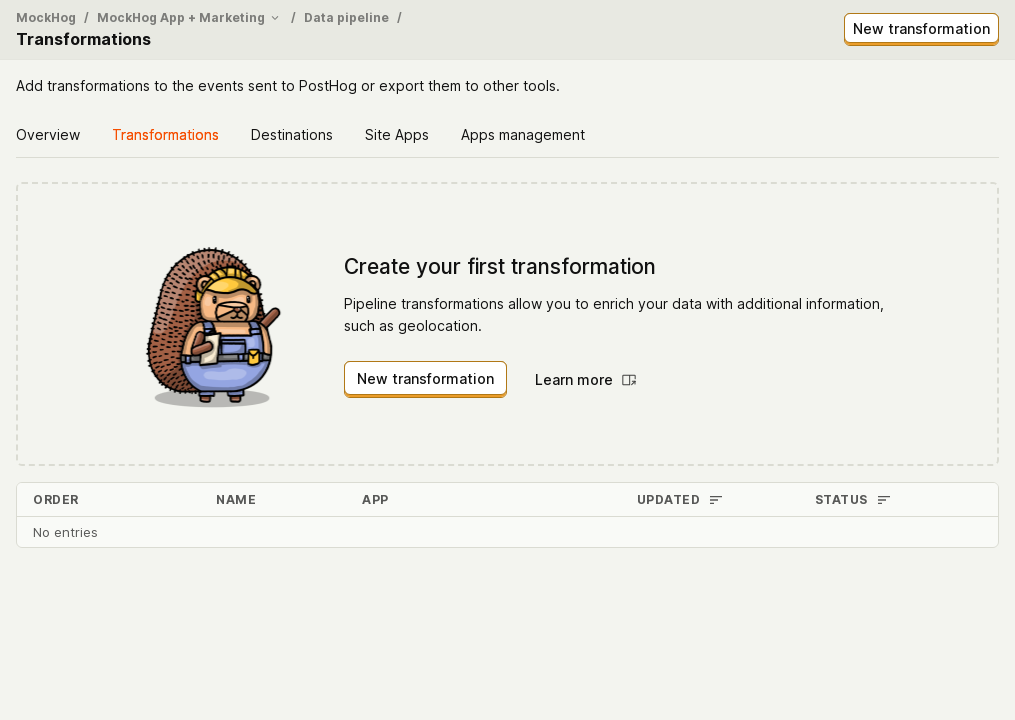 MockHog / MockHog App + Marketing / Data pipeline /
Transformations
New transformation
Add transformations to the events sent to PostHog or export them to other tools.
Overview Transformations Destinations Site Apps Apps management
Create your first transformation
Pipeline transformations allow you to enrich your data with additional information,
such as geolocation.
New transformation Learn more
ORDER NAME APP UPDATED STATUS
No entries